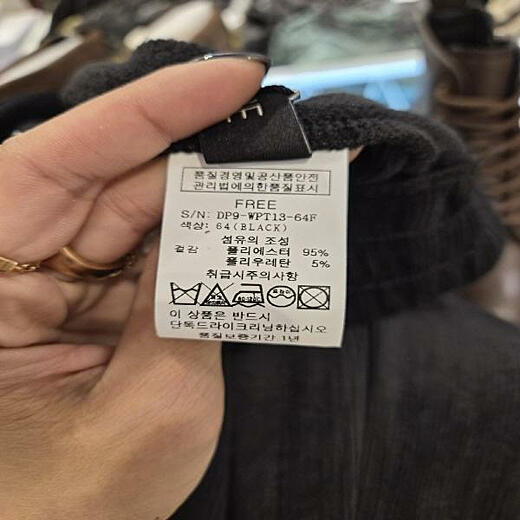 품질경영및공산품안전
관리법에의한품질표시
FREE
S/N: DP9-WPT13-64F
색상: 64(BLACK)
섬유의 조성
겉감 폴리에스터 95%
폴리우레탄 5%
취급시주의사항
이 상품은 반드시
단독드라이크리닝하십시오
품질보증기간 1년